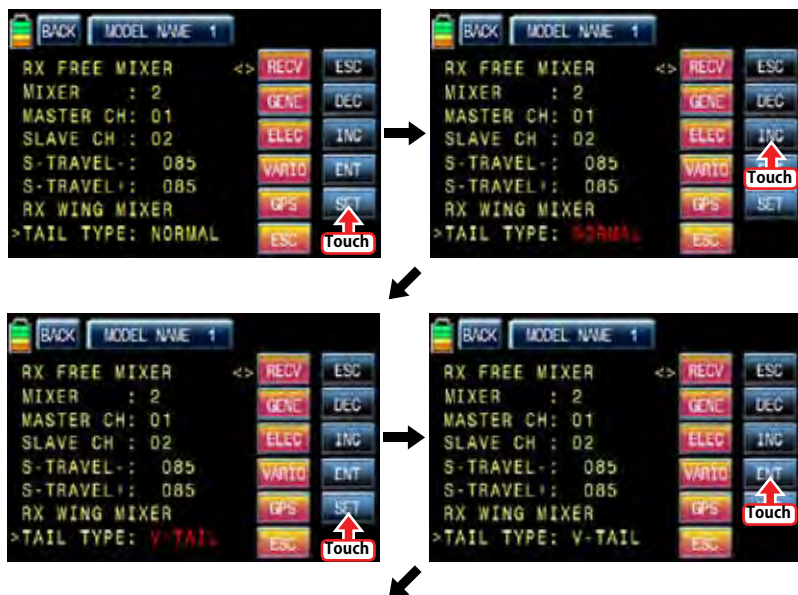 BACK MODEL NAME 1
RX FREE MIXER <> RECV ESC
MIXER : 2 GENE DEC
MASTER CH: 01
SLAVE CH : 02 ELEC INC
S-TRAVEL-: 085 VARIO ENT
S-TRAVEL+: 085
RX WING MIXER GPS SET
>TAIL TYPE: NORMAL ESC Touch
BACK MODEL NAME 1
RX FREE MIXER <> RECV ESC
MIXER : 2 GENE DEC
MASTER CH: 01
SLAVE CH : 02 ELEC INC
S-TRAVEL-: 085 VARIO Touch
S-TRAVEL+: 085
RX WING MIXER GPS SET
>TAIL TYPE: NORMAL ESC
BACK MODEL NAME 1
RX FREE MIXER <> RECV ESC
MIXER : 2 GENE DEC
MASTER CH: 01
SLAVE CH : 02 ELEC INC
S-TRAVEL-: 085 VARIO ENT
S-TRAVEL+: 085
RX WING MIXER GPS SET
>TAIL TYPE: V-TAIL ESC Touch
BACK MODEL NAME 1
RX FREE MIXER <> RECV ESC
MIXER : 2 GENE DEC
MASTER CH: 01
SLAVE CH : 02 ELEC INC
S-TRAVEL-: 085 VARIO ENT
S-TRAVEL+: 085
RX WING MIXER GPS Touch
>TAIL TYPE: V-TAIL ESC